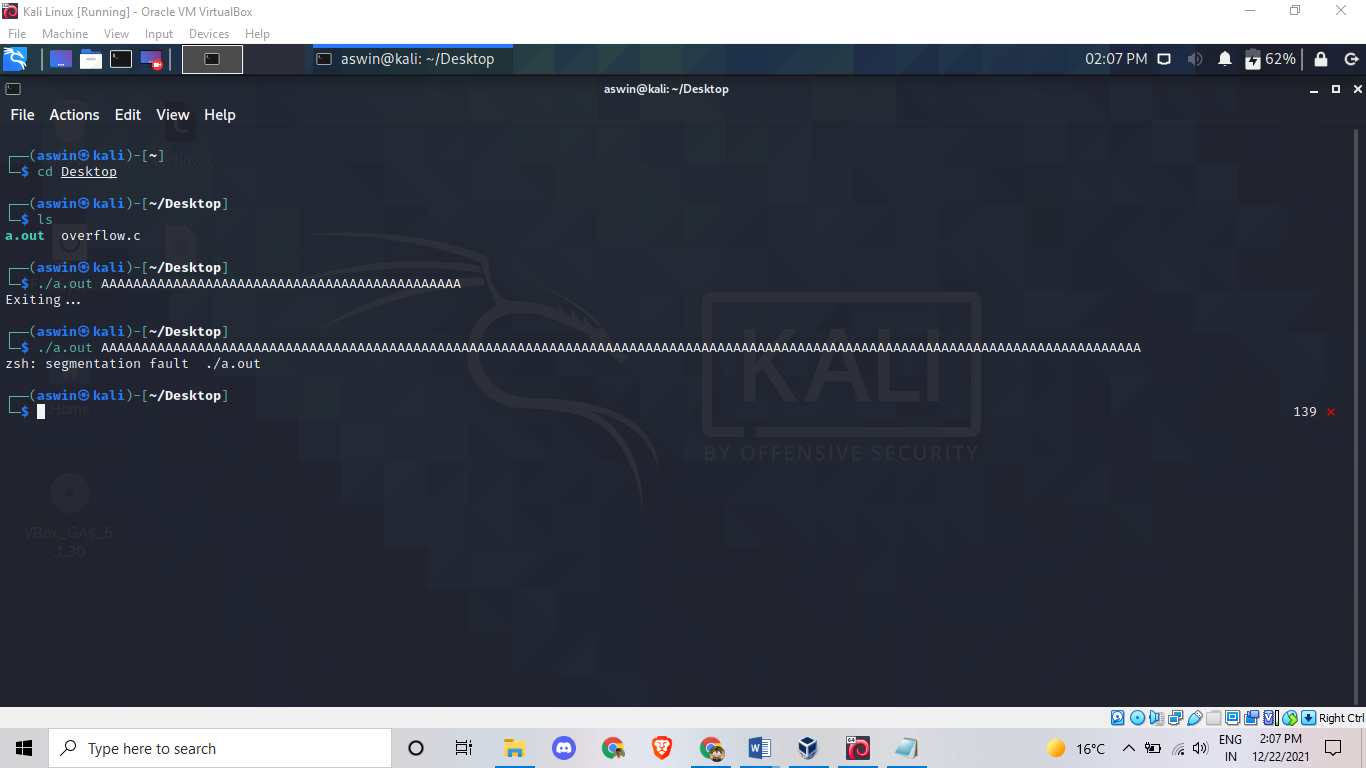 Kali Linux [Running] - Oracle VM VirtualBox
File Machine View Input Devices Help
aswin@kali: ~/Desktop
02:07 PM
62%
aswin@kali: ~/Desktop
File Actions Edit View Help
┌──(aswin㉿kali)-[~]
└─$ cd Desktop
┌──(aswin㉿kali)-[~/Desktop]
└─$ ls
a.out overflow.c
┌──(aswin㉿kali)-[~/Desktop]
└─$ ./a.out AAAAAAAAAAAAAAAAAAAAAAAAAAAAAAAAAAAAAAAAAAAAA
Exiting...
┌──(aswin㉿kali)-[~/Desktop]
└─$ ./a.out AAAAAAAAAAAAAAAAAAAAAAAAAAAAAAAAAAAAAAAAAAAAAAAAAAAAAAAAAAAAAAAAAAAAAAAAAAAAAAAAAAAAAAAAAAAAAAAAAAAAAAAAAAAAAAAAAAAAAAAAAAAAAAAAAA
zsh: segmentation fault ./a.out
┌──(aswin㉿kali)-[~/Desktop]
└─$
139 ⨯
Home
KALI
BY OFFENSIVE SECURITY
VBox_GAs_6
.1.30
Right Ctrl
Type here to search
16°C
ENG
IN
2:07 PM
12/22/2021